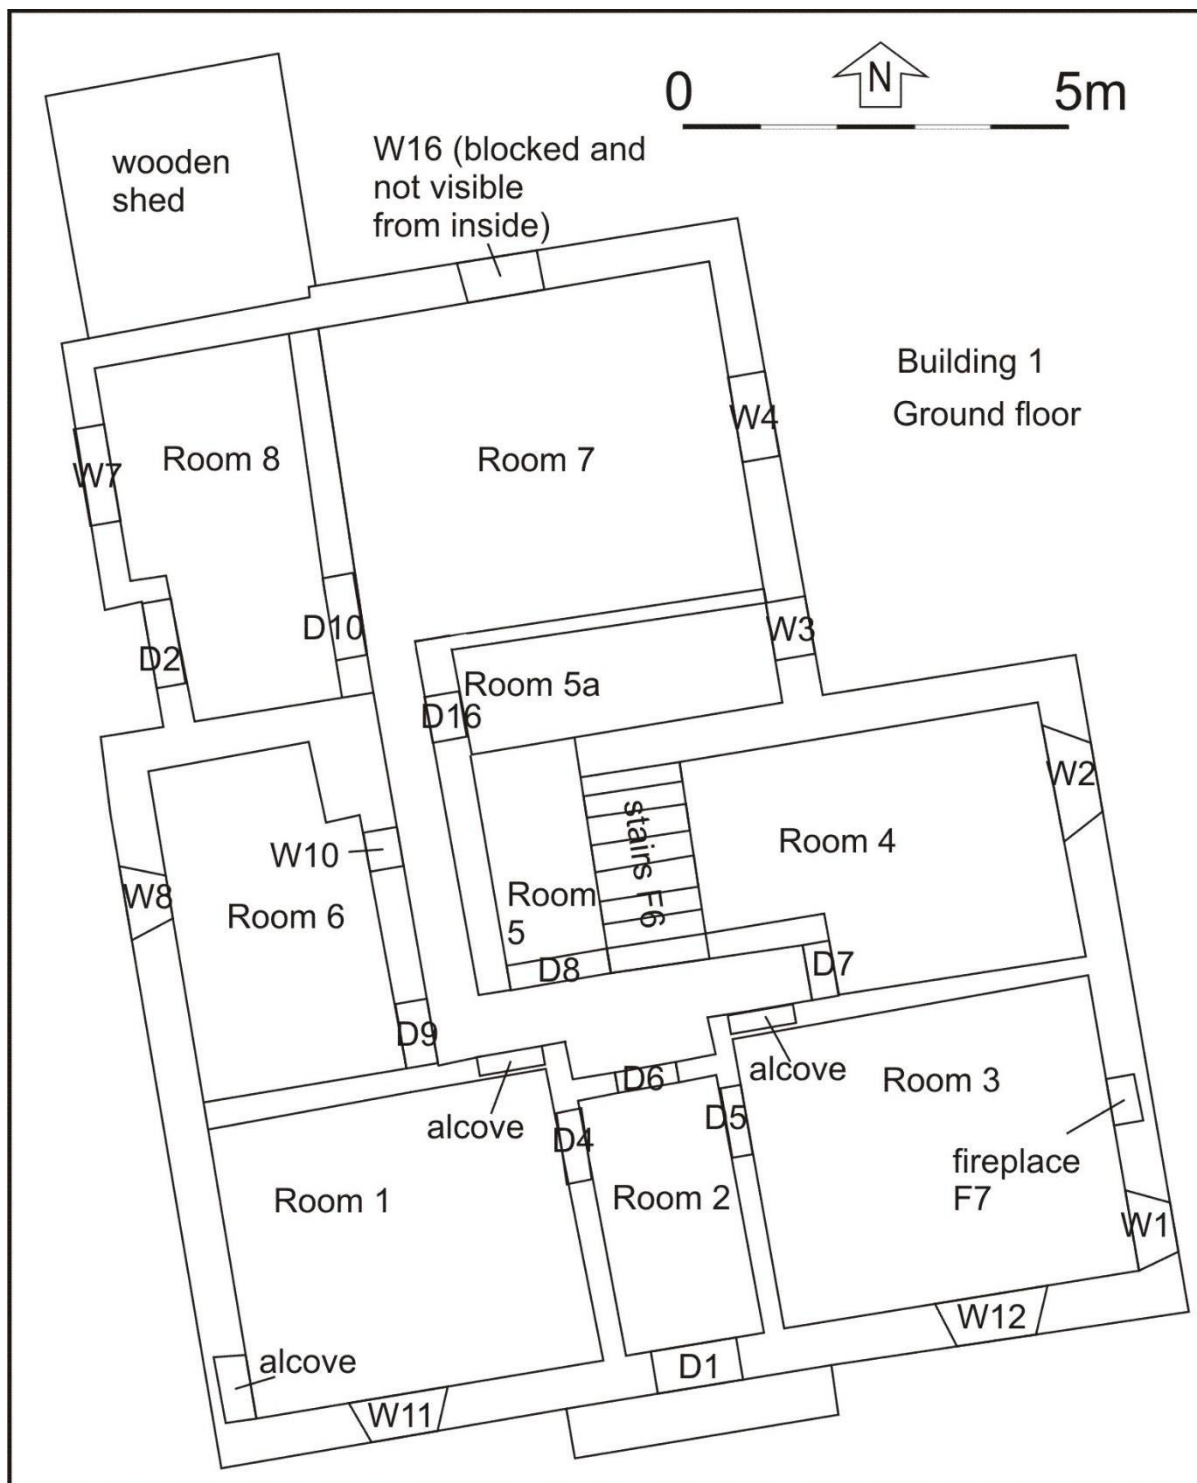 N
0 5m
wooden
shed
W16 (blocked and
not visible
from inside)
Building 1
Ground floor
W4
Room 7
Room 8
W7
D10
W3
D2
Room 5a
D16
W2
stairs F6
Room 4
W10
W8
Room 6
Room
5
D8
D7
D9
alcove
D6
alcove
Room 3
D5
D4
fireplace
F7
Room 1
Room 2
W1
W12
alcove
D1
W11